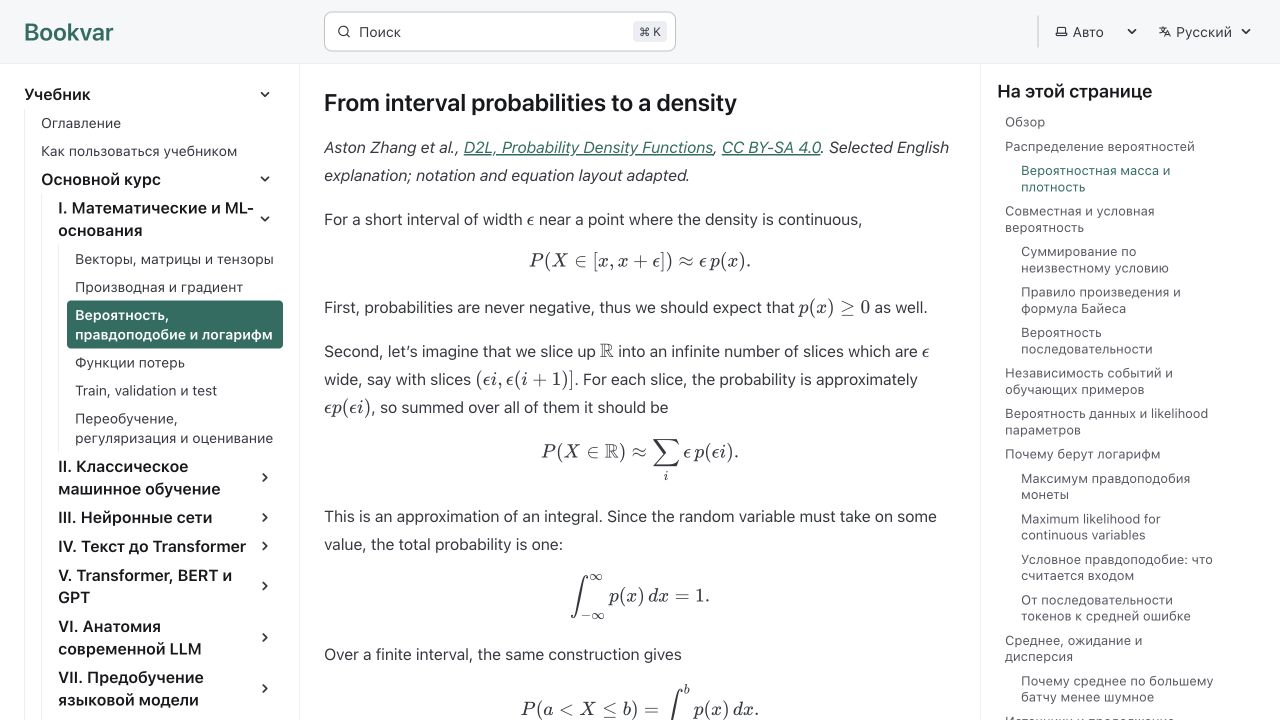 Bookvar
Поиск
⌘ K
Авто
Русский
Учебник
Оглавление
Как пользоваться учебником
Основной курс
I. Математические и ML-
основания
Векторы, матрицы и тензоры
Производная и градиент
Вероятность,
правдоподобие и логарифм
Функции потерь
Train, validation и test
Переобучение,
регуляризация и оценивание
II. Классическое
машинное обучение
III. Нейронные сети
IV. Текст до Transformer
V. Transformer, BERT и
GPT
VI. Анатомия
современной LLM
VII. Предобучение
языковой модели
From interval probabilities to a density
Aston Zhang et al., D2L, Probability Density Functions, CC BY-SA 4.0. Selected English
explanation; notation and equation layout adapted.
For a short interval of width ϵ near a point where the density is continuous,
P(X ∈ [x, x + ϵ]) ≈ ϵ p(x).
First, probabilities are never negative, thus we should expect that p(x) ≥ 0 as well.
Second, let’s imagine that we slice up ℝ into an infinite number of slices which are ϵ
wide, say with slices (ϵi, ϵ(i + 1)]. For each slice, the probability is approximately
ϵp(ϵi), so summed over all of them it should be
P(X ∈ ℝ) ≈ ∑_i ϵ p(ϵi).
This is an approximation of an integral. Since the random variable must take on some
value, the total probability is one:
∫_{−∞}^{∞} p(x) dx = 1.
Over a finite interval, the same construction gives
P(a < X ≤ b) = ∫^b p(x) dx.
На этой странице
Обзор
Распределение вероятностей
Вероятностная масса и
плотность
Совместная и условная
вероятность
Суммирование по
неизвестному условию
Правило произведения и
формула Байеса
Вероятность
последовательности
Независимость событий и
обучающих примеров
Вероятность данных и likelihood
параметров
Почему берут логарифм
Максимум правдоподобия
монеты
Maximum likelihood for
continuous variables
Условное правдоподобие: что
считается входом
От последовательности
токенов к средней ошибке
Среднее, ожидание и
дисперсия
Почему среднее по большему
батчу менее шумное